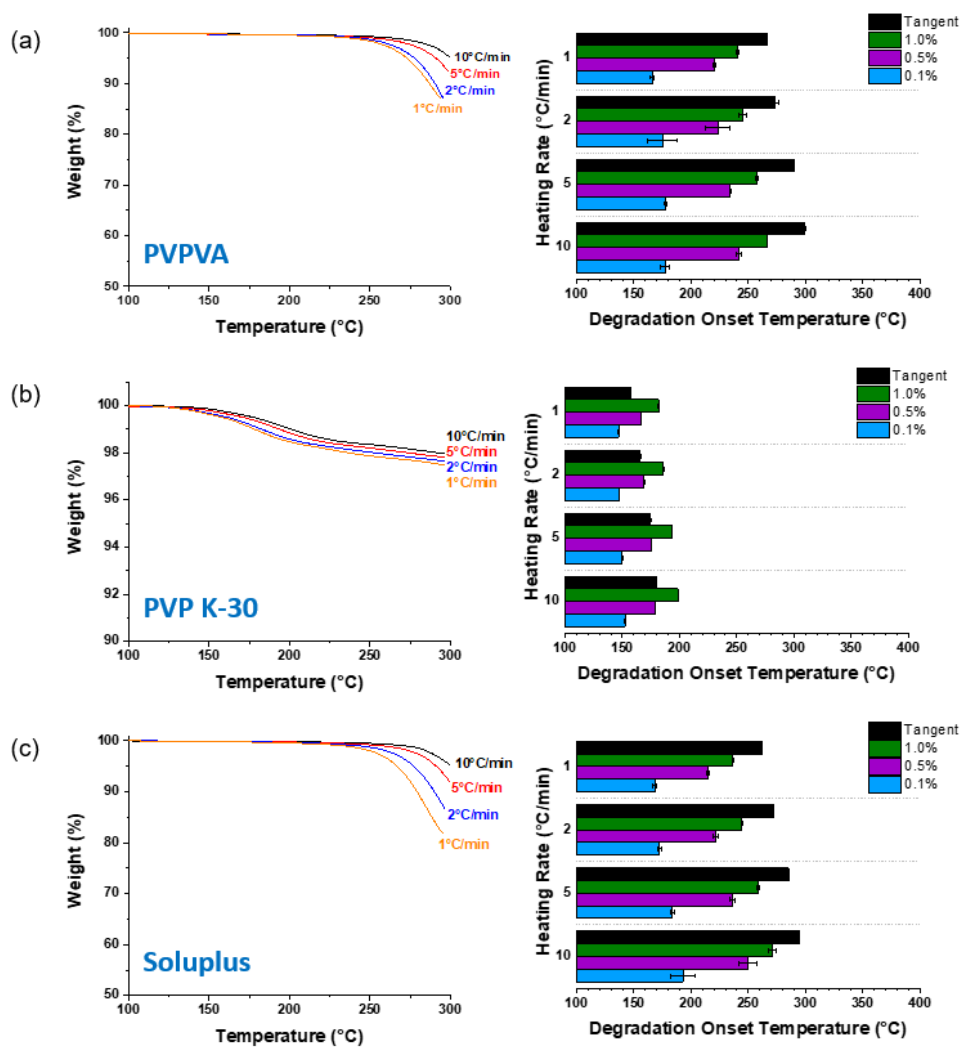 (a)
100
90
80
70
60
50
Weight (%)
10°C/min
5°C/min
2°C/min
1°C/min
PVPVA
100 150 200 250 300
Temperature (°C)
Tangent
1.0%
0.5%
0.1%
Heating Rate (°C/min)
1
2
5
10
100 150 200 250 300 350 400
Degradation Onset Temperature (°C)
(b)
100
98
96
94
92
90
Weight (%)
10°C/min
5°C/min
2°C/min
1°C/min
PVP K-30
100 150 200 250 300
Temperature (°C)
Tangent
1.0%
0.5%
0.1%
Heating Rate (°C/min)
1
2
5
10
100 150 200 250 300 350 400
Degradation Onset Temperature (°C)
(c)
100
90
80
70
60
50
Weight (%)
10°C/min
5°C/min
2°C/min
1°C/min
Soluplus
100 150 200 250 300
Temperature (°C)
Tangent
1.0%
0.5%
0.1%
Heating Rate (°C/min)
1
2
5
10
100 150 200 250 300 350 400
Degradation Onset Temperature (°C)